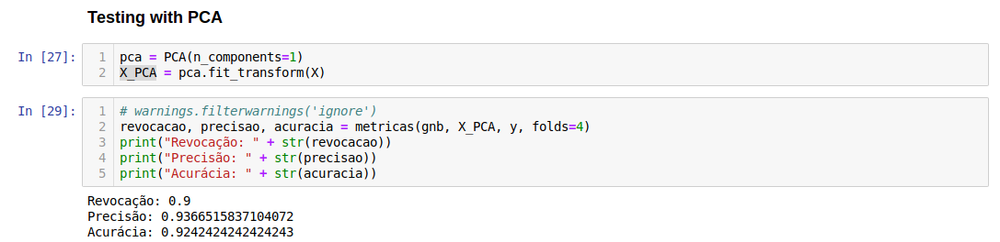 Testing with PCA
In [27]:
1 pca = PCA(n_components=1)
2 X_PCA = pca.fit_transform(X)
In [29]:
1 # warnings.filterwarnings('ignore')
2 revocacao, precisao, acuracia = metricas(gnb, X_PCA, y, folds=4)
3 print("Revocação: " + str(revocacao))
4 print("Precisão: " + str(precisao))
5 print("Acurácia: " + str(acuracia))
Revocação: 0.9
Precisão: 0.9366515837104072
Acurácia: 0.9242424242424243